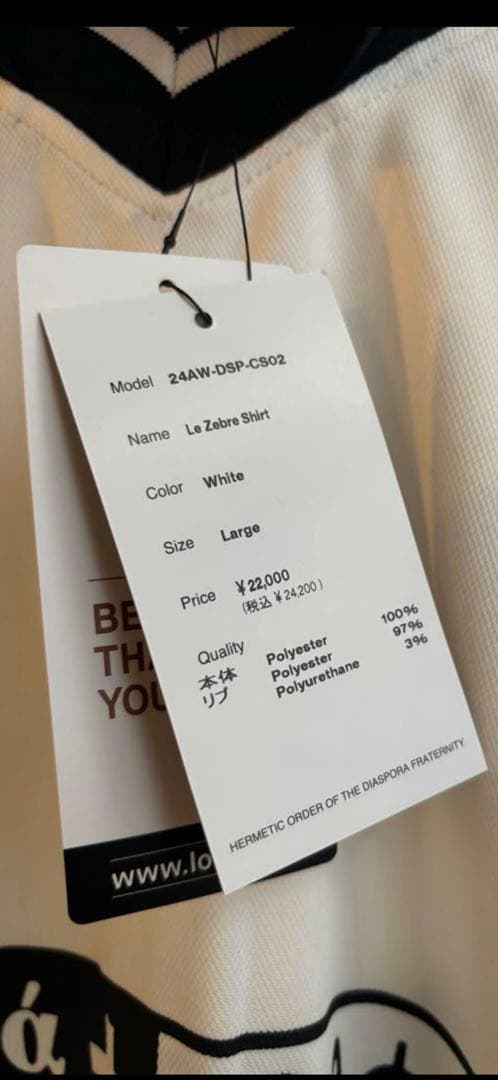 Model 24AW-DSP-CS02
Name Le Zebre Shirt
Color White
Size Large
Price ¥22,000
(税込 ¥24,200)
Quality
本体 Polyester 100%
リブ Polyester 97%
Polyurethane 3%
HERMETIC ORDER OF THE DIASPORA FRATERNITY
BE
TH
YOU
www.lo
ά